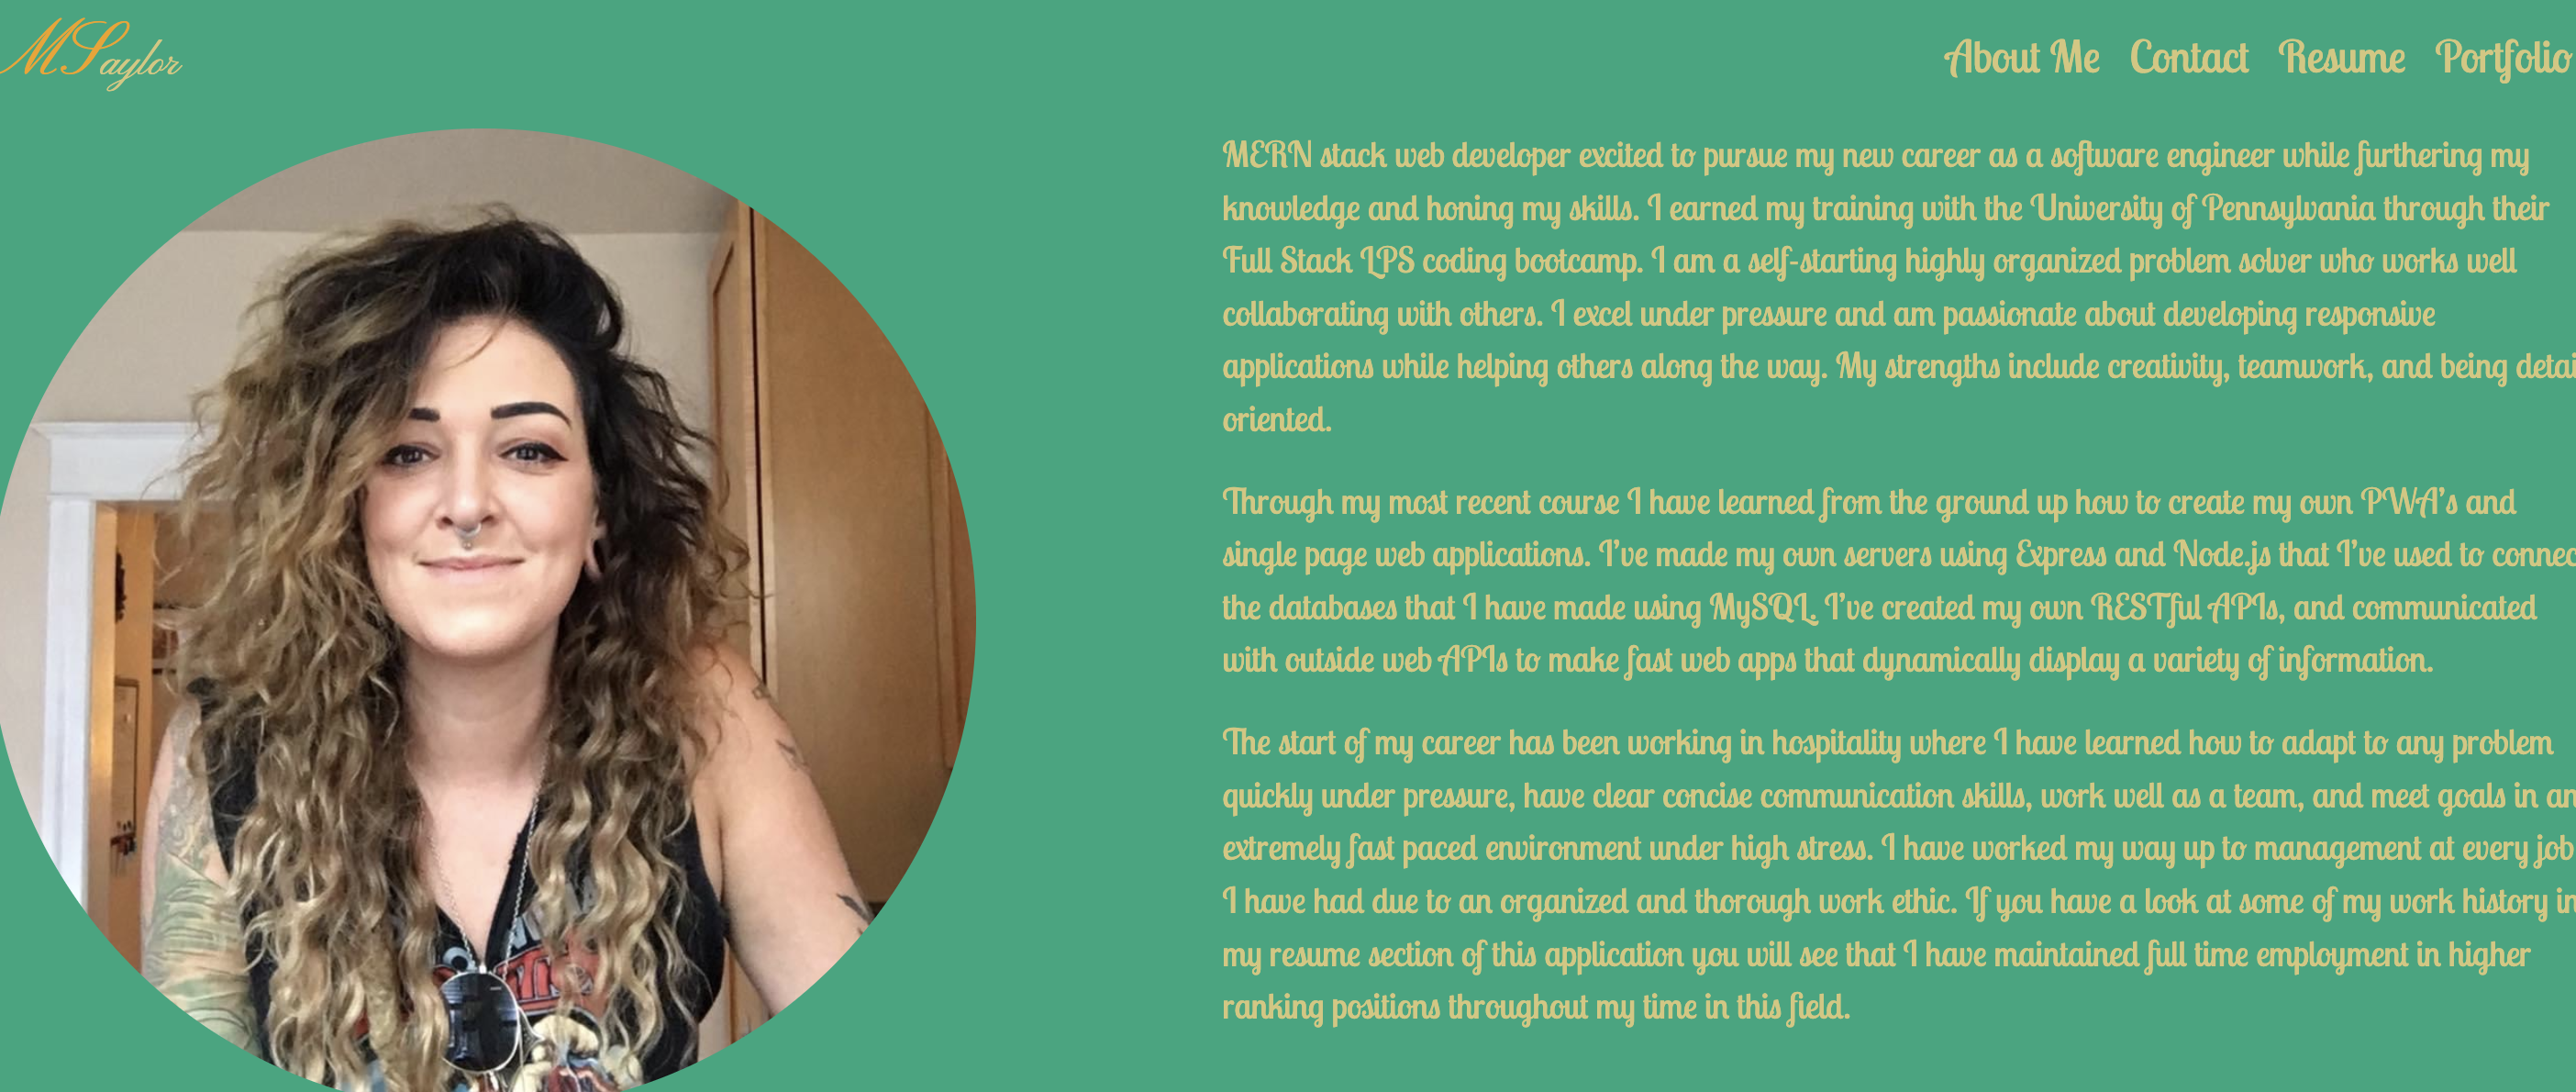 MSaylor
About Me Contact Resume Portfolio
MERN stack web developer excited to pursue my new career as a software engineer while furthering my
knowledge and honing my skills. I earned my training with the University of Pennsylvania through their
Full Stack LPS coding bootcamp. I am a self-starting highly organized problem solver who works well
collaborating with others. I excel under pressure and am passionate about developing responsive
applications while helping others along the way. My strengths include creativity, teamwork, and being detai
oriented.
Through my most recent course I have learned from the ground up how to create my own PWA's and
single page web applications. I've made my own servers using Express and Node.js that I've used to connec
the databases that I have made using MySQL. I've created my own RESTful APIs, and communicated
with outside web APIs to make fast web apps that dynamically display a variety of information.
The start of my career has been working in hospitality where I have learned how to adapt to any problem
quickly under pressure, have clear concise communication skills, work well as a team, and meet goals in an
extremely fast paced environment under high stress. I have worked my way up to management at every job
I have had due to an organized and thorough work ethic. If you have a look at some of my work history in
my resume section of this application you will see that I have maintained full time employment in higher
ranking positions throughout my time in this field.